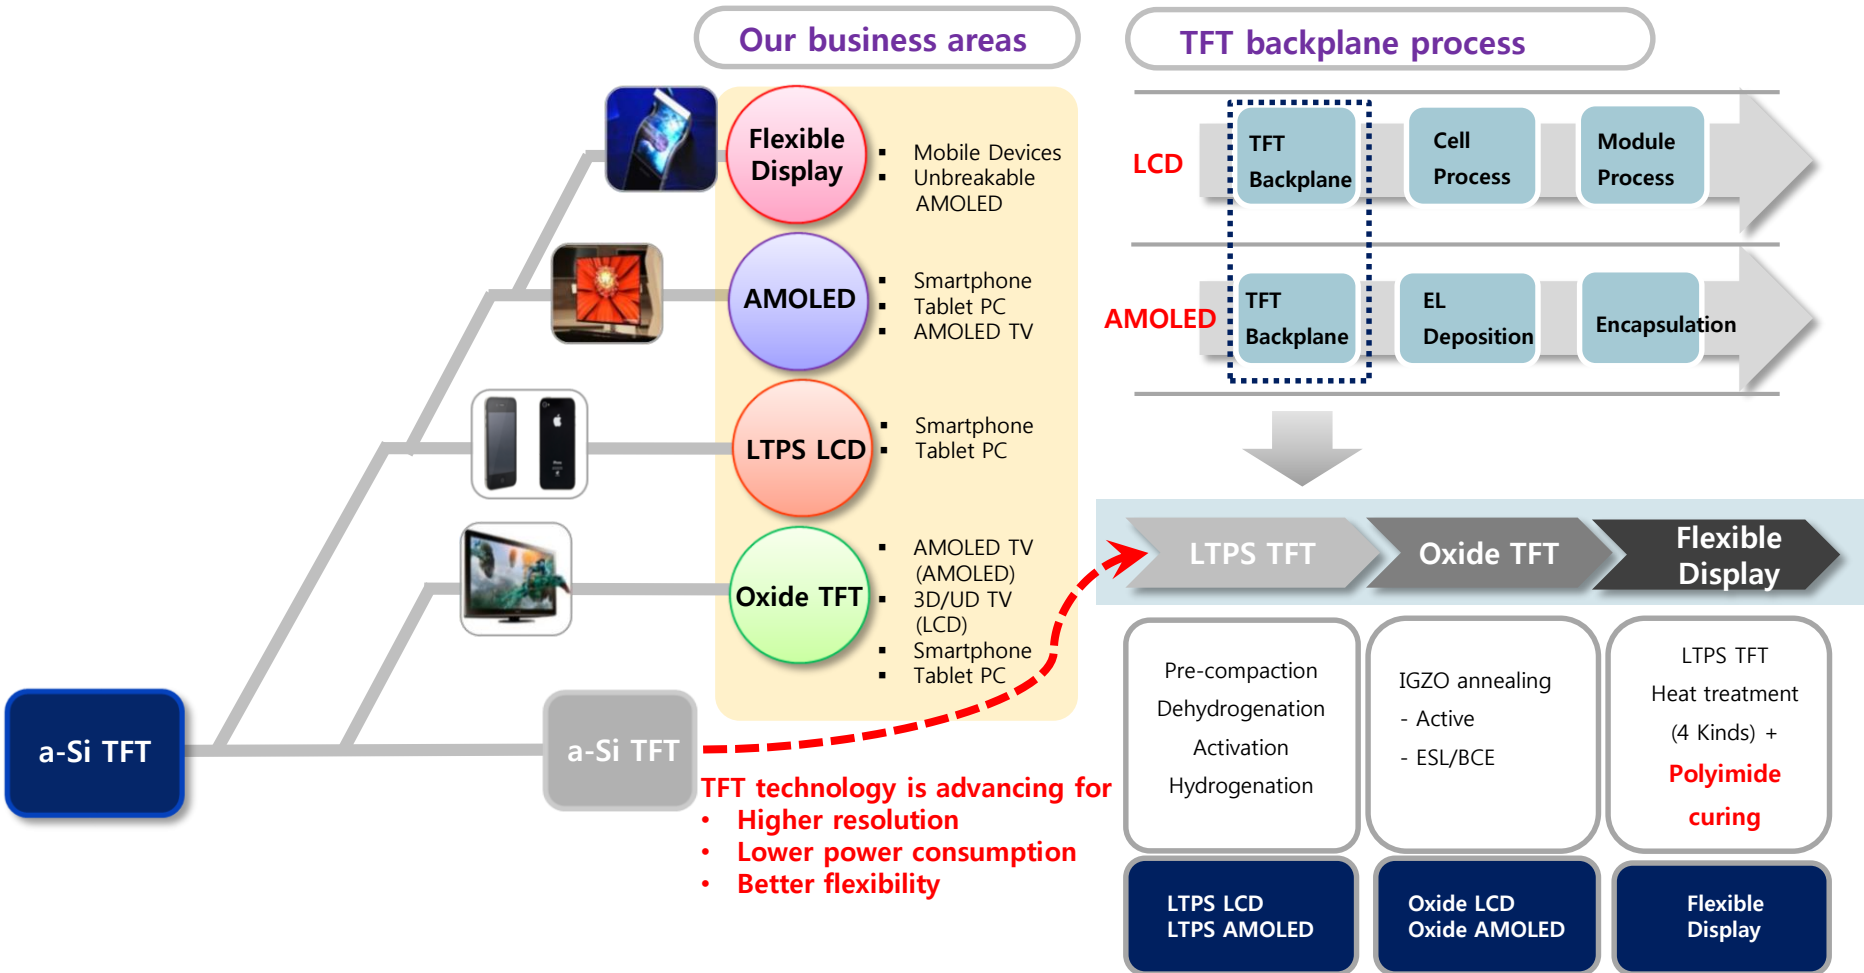 Our business areas
TFT backplane process
Flexible
Display
▪ Mobile Devices
▪ Unbreakable
AMOLED
AMOLED
▪ Smartphone
▪ Tablet PC
▪ AMOLED TV
LTPS LCD
▪ Smartphone
▪ Tablet PC
Oxide TFT
▪ AMOLED TV
(AMOLED)
▪ 3D/UD TV
(LCD)
▪ Smartphone
▪ Tablet PC
a-Si TFT
a-Si TFT
TFT technology is advancing for
• Higher resolution
• Lower power consumption
• Better flexibility
LCD
TFT
Backplane
Cell
Process
Module
Process
AMOLED
TFT
Backplane
EL
Deposition
Encapsulation
LTPS TFT
Oxide TFT
Flexible
Display
Pre-compaction
Dehydrogenation
Activation
Hydrogenation
IGZO annealing
- Active
- ESL/BCE
LTPS TFT
Heat treatment
(4 Kinds) +
Polyimide
curing
LTPS LCD
LTPS AMOLED
Oxide LCD
Oxide AMOLED
Flexible
Display